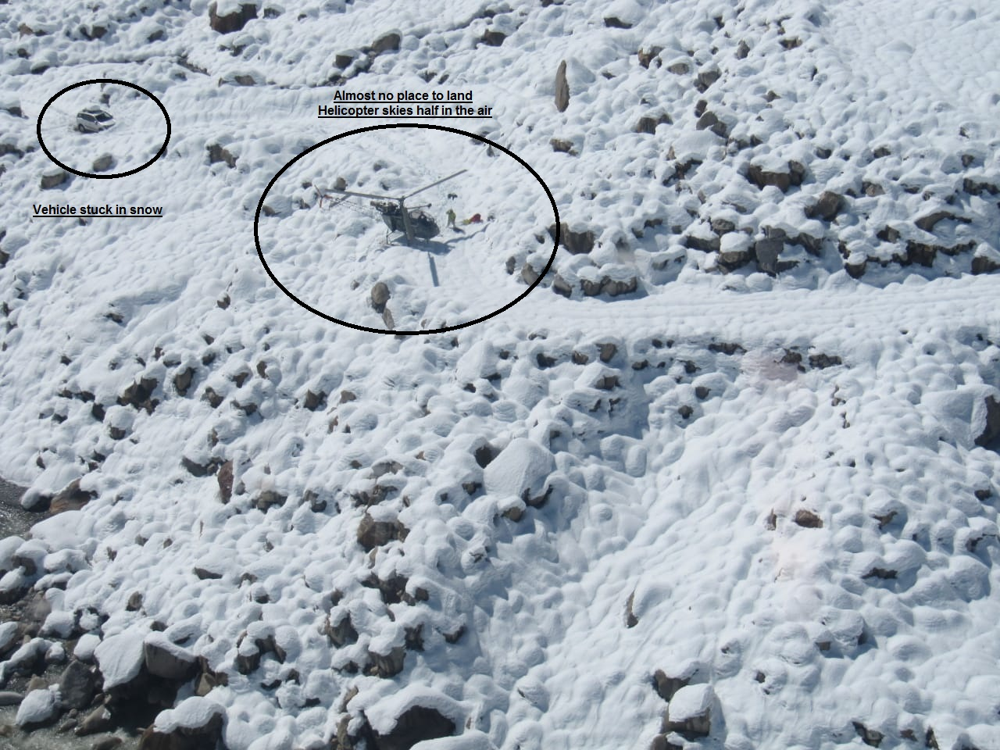 Almost no place to land
Helicopter skies half in the air
Vehicle stuck in snow